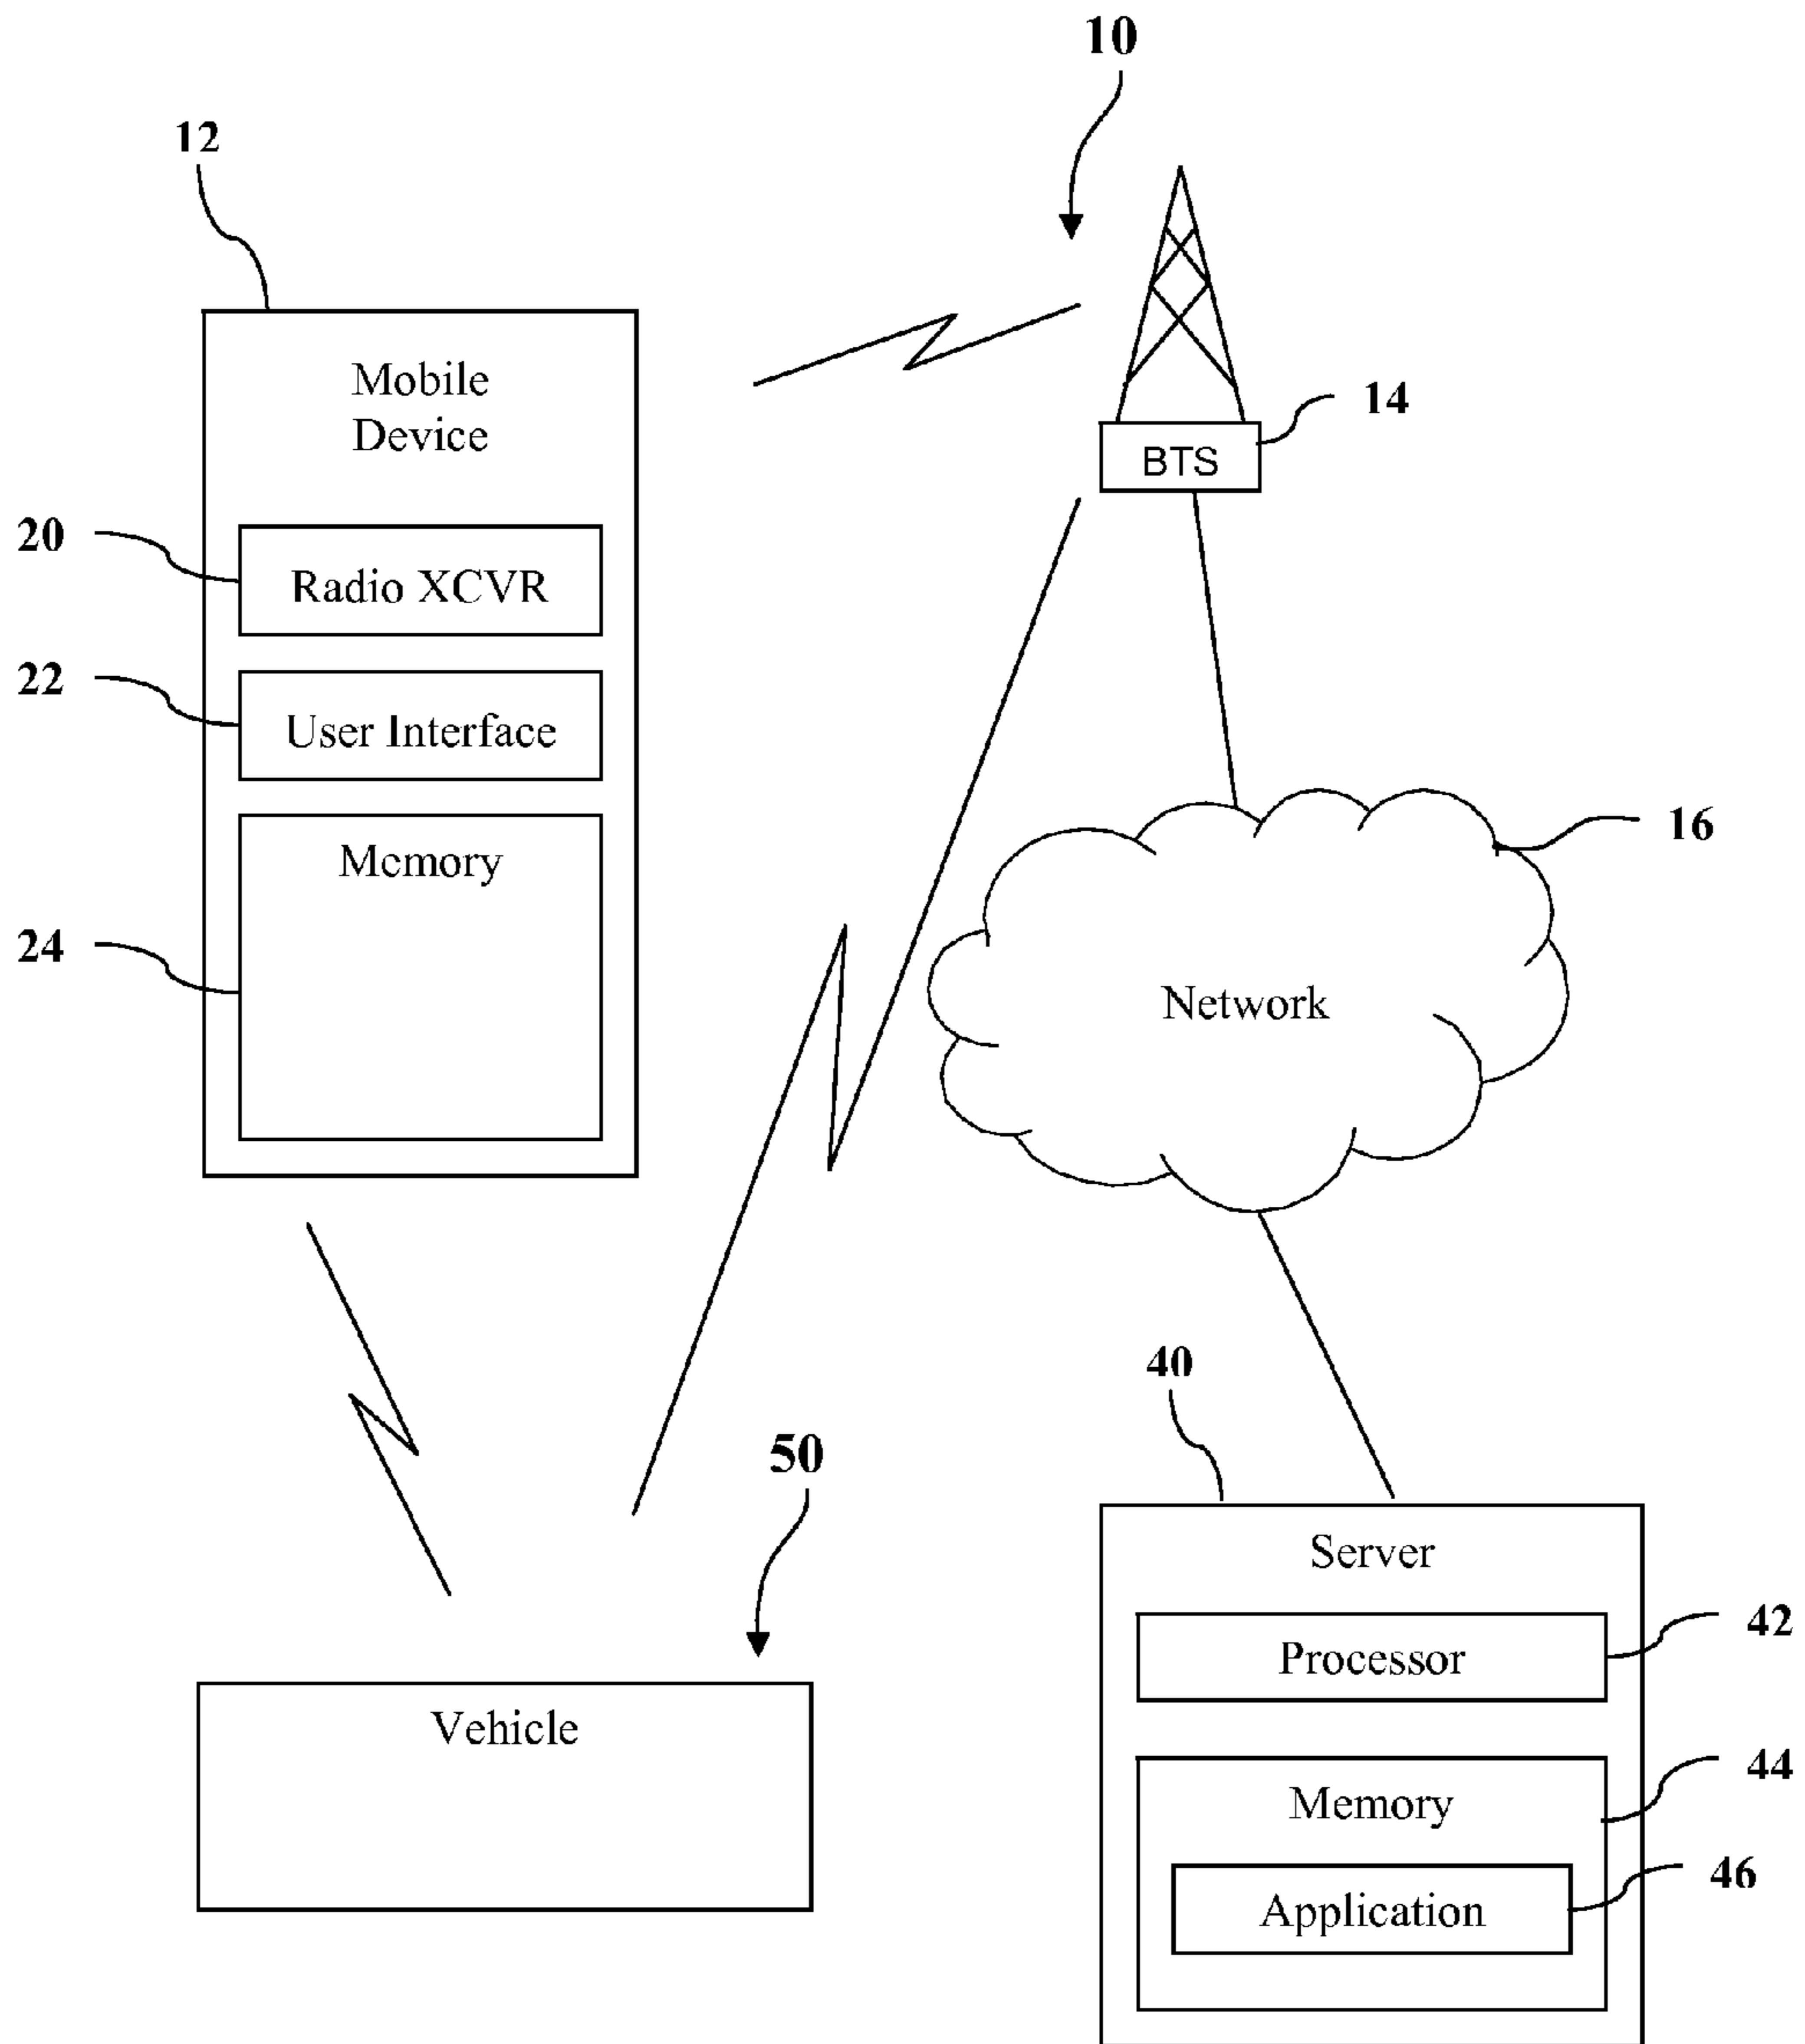 10
12
Mobile
Device
14
BTS
20
Radio XCVR
22
User Interface
16
Memory
24
Network
40
50
Server
42
Processor
Vehicle
44
Memory
46
Application